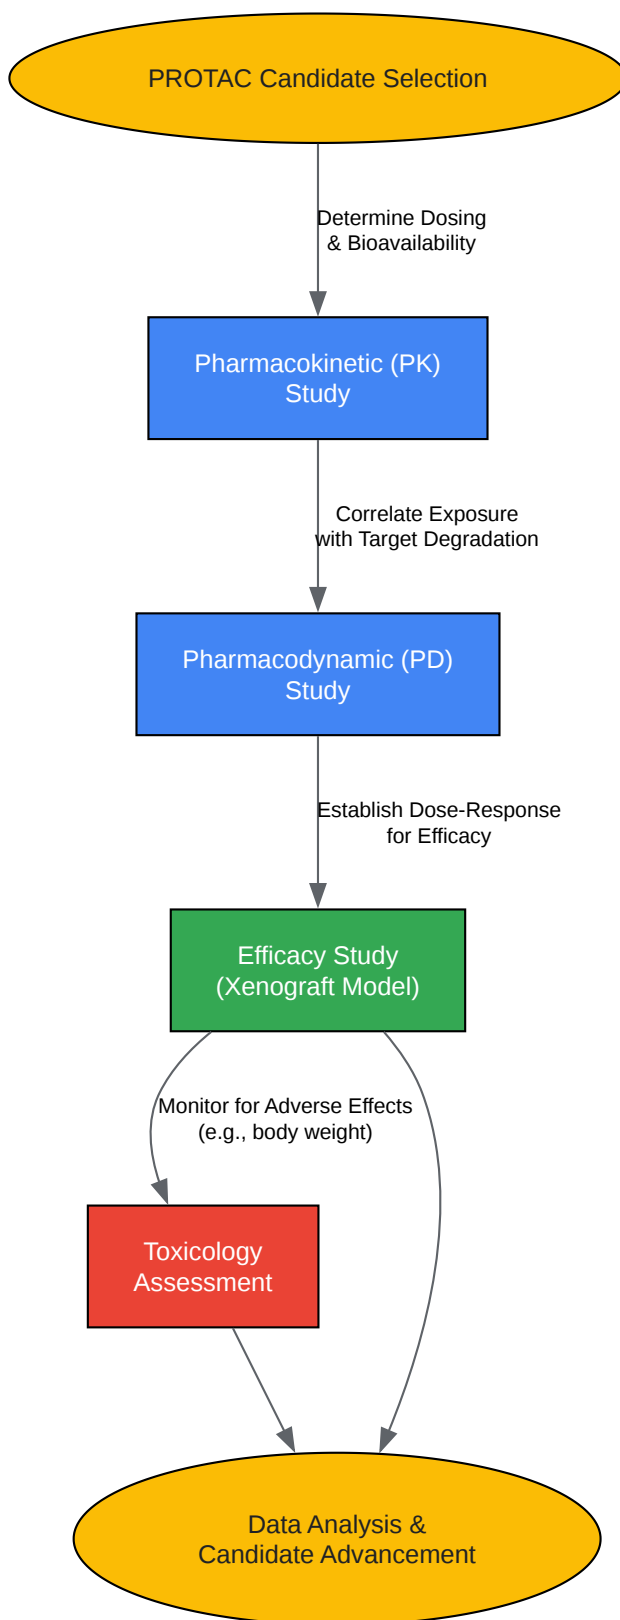 PROTAC Candidate Selection
Determine Dosing
& Bioavailability
Pharmacokinetic (PK)
Study
Correlate Exposure
with Target Degradation
Pharmacodynamic (PD)
Study
Establish Dose-Response
for Efficacy
Efficacy Study
(Xenograft Model)
Monitor for Adverse Effects
(e.g., body weight)
Toxicology
Assessment
Data Analysis &
Candidate Advancement